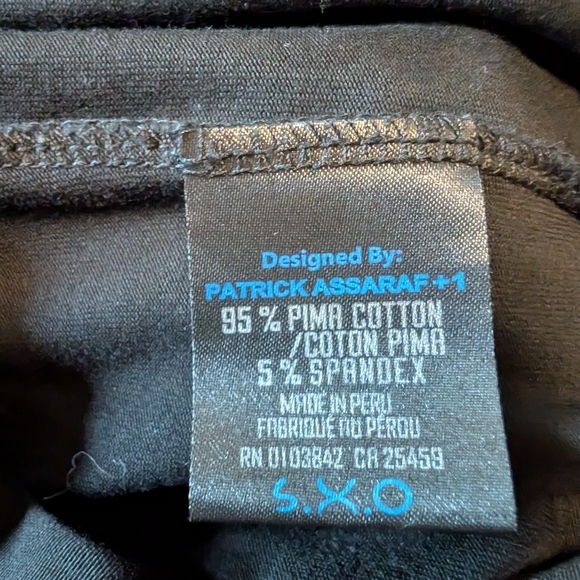 Designed By:
PATRICK ASSARAF +1
95 % PIMA COTTON
/COTON PIMA
5 % SPANDEX
MADE IN PERU
FABRIQUÉ AU PÉROU
RN 0103842 CA 25459
S.X.O